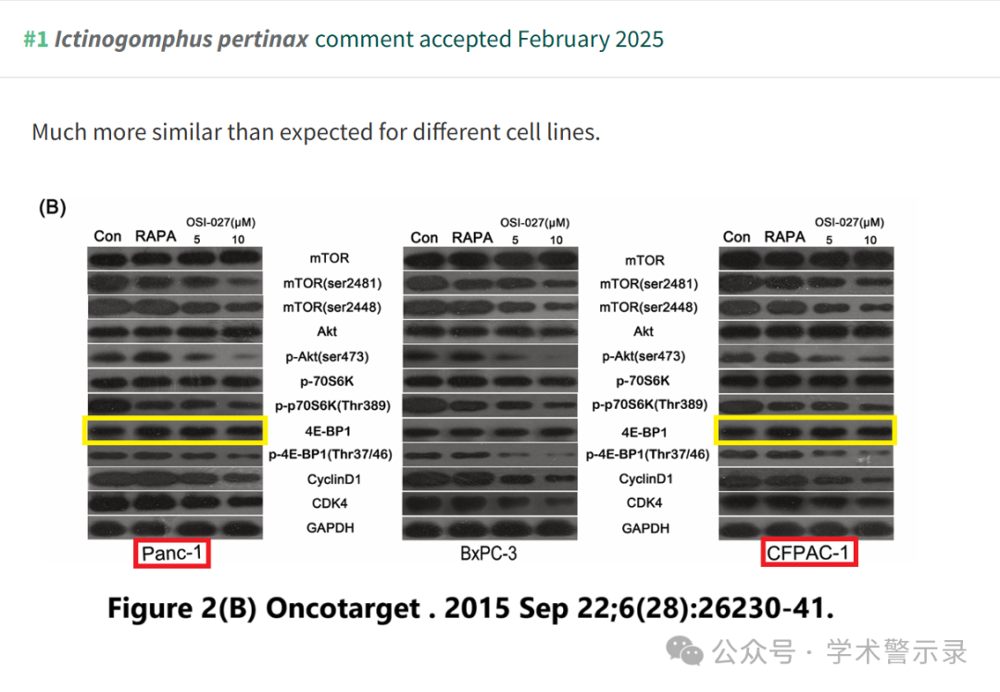 #1 Ictinogomphus pertinax comment accepted February 2025
Much more similar than expected for different cell lines.
(B)
OSI-027(μM) OSI-027(μM) OSI-027(μM)
Con RAPA 5 10 Con RAPA 5 10 Con RAPA 5 10
mTOR mTOR
mTOR(ser2481) mTOR(ser2481)
mTOR(ser2448) mTOR(ser2448)
Akt Akt
p-Akt(ser473) p-Akt(ser473)
p-70S6K p-70S6K
p-p70S6K(Thr389) p-p70S6K(Thr389)
4E-BP1 4E-BP1
p-4E-BP1(Thr37/46) p-4E-BP1(Thr37/46)
CyclinD1 CyclinD1
CDK4 CDK4
GAPDH GAPDH
Panc-1 BxPC-3 CFPAC-1
Figure 2(B) Oncotarget . 2015 Sep 22;6(28):26230-41.
公众号 · 学术警示录